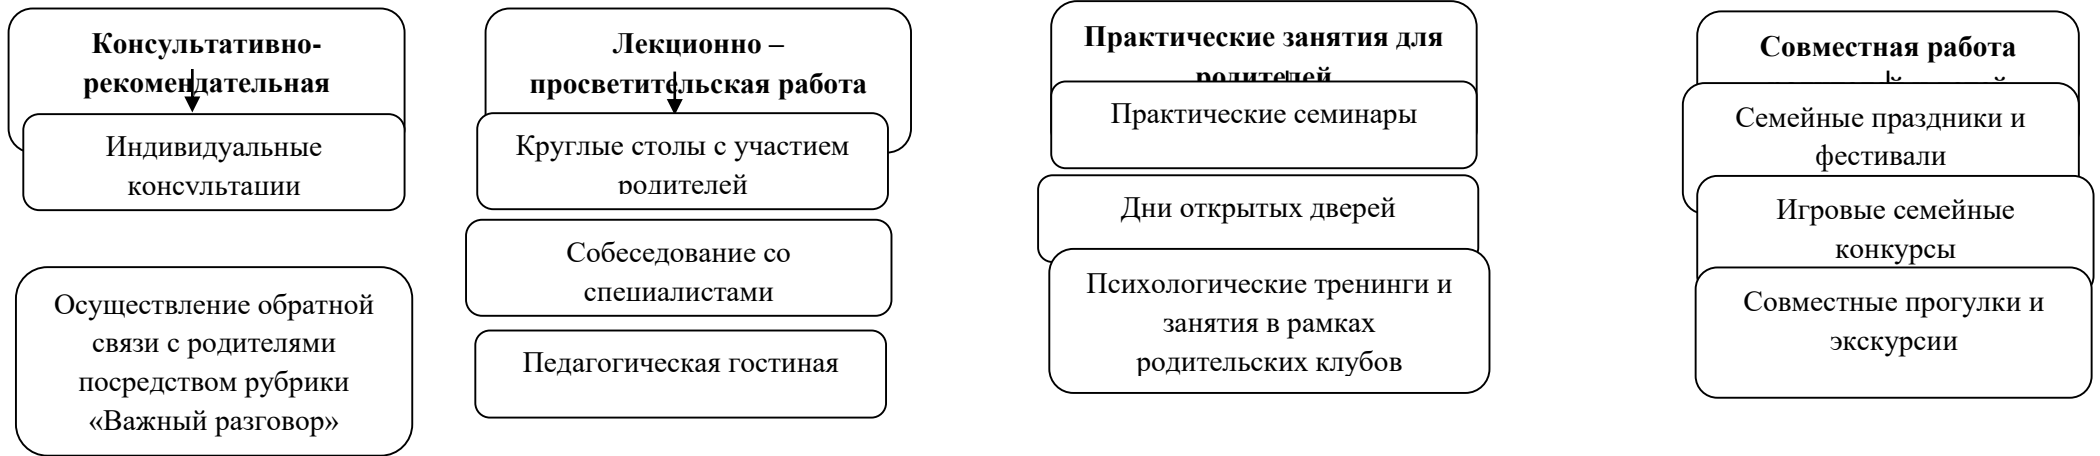 Консультативно-
рекомендательная
Индивидуальные
консультации
Осуществление обратной
связи с родителями
посредством рубрики
«Важный разговор»
Лекционно –
просветительская работа
Круглые столы с участием
родителей
Собеседование со
специалистами
Педагогическая гостиная
Практические занятия для
родителей
Практические семинары
Дни открытых дверей
Психологические тренинги и
занятия в рамках
родительских клубов
Совместная работа
Семейные праздники и
фестивали
Игровые семейные
конкурсы
Совместные прогулки и
экскурсии